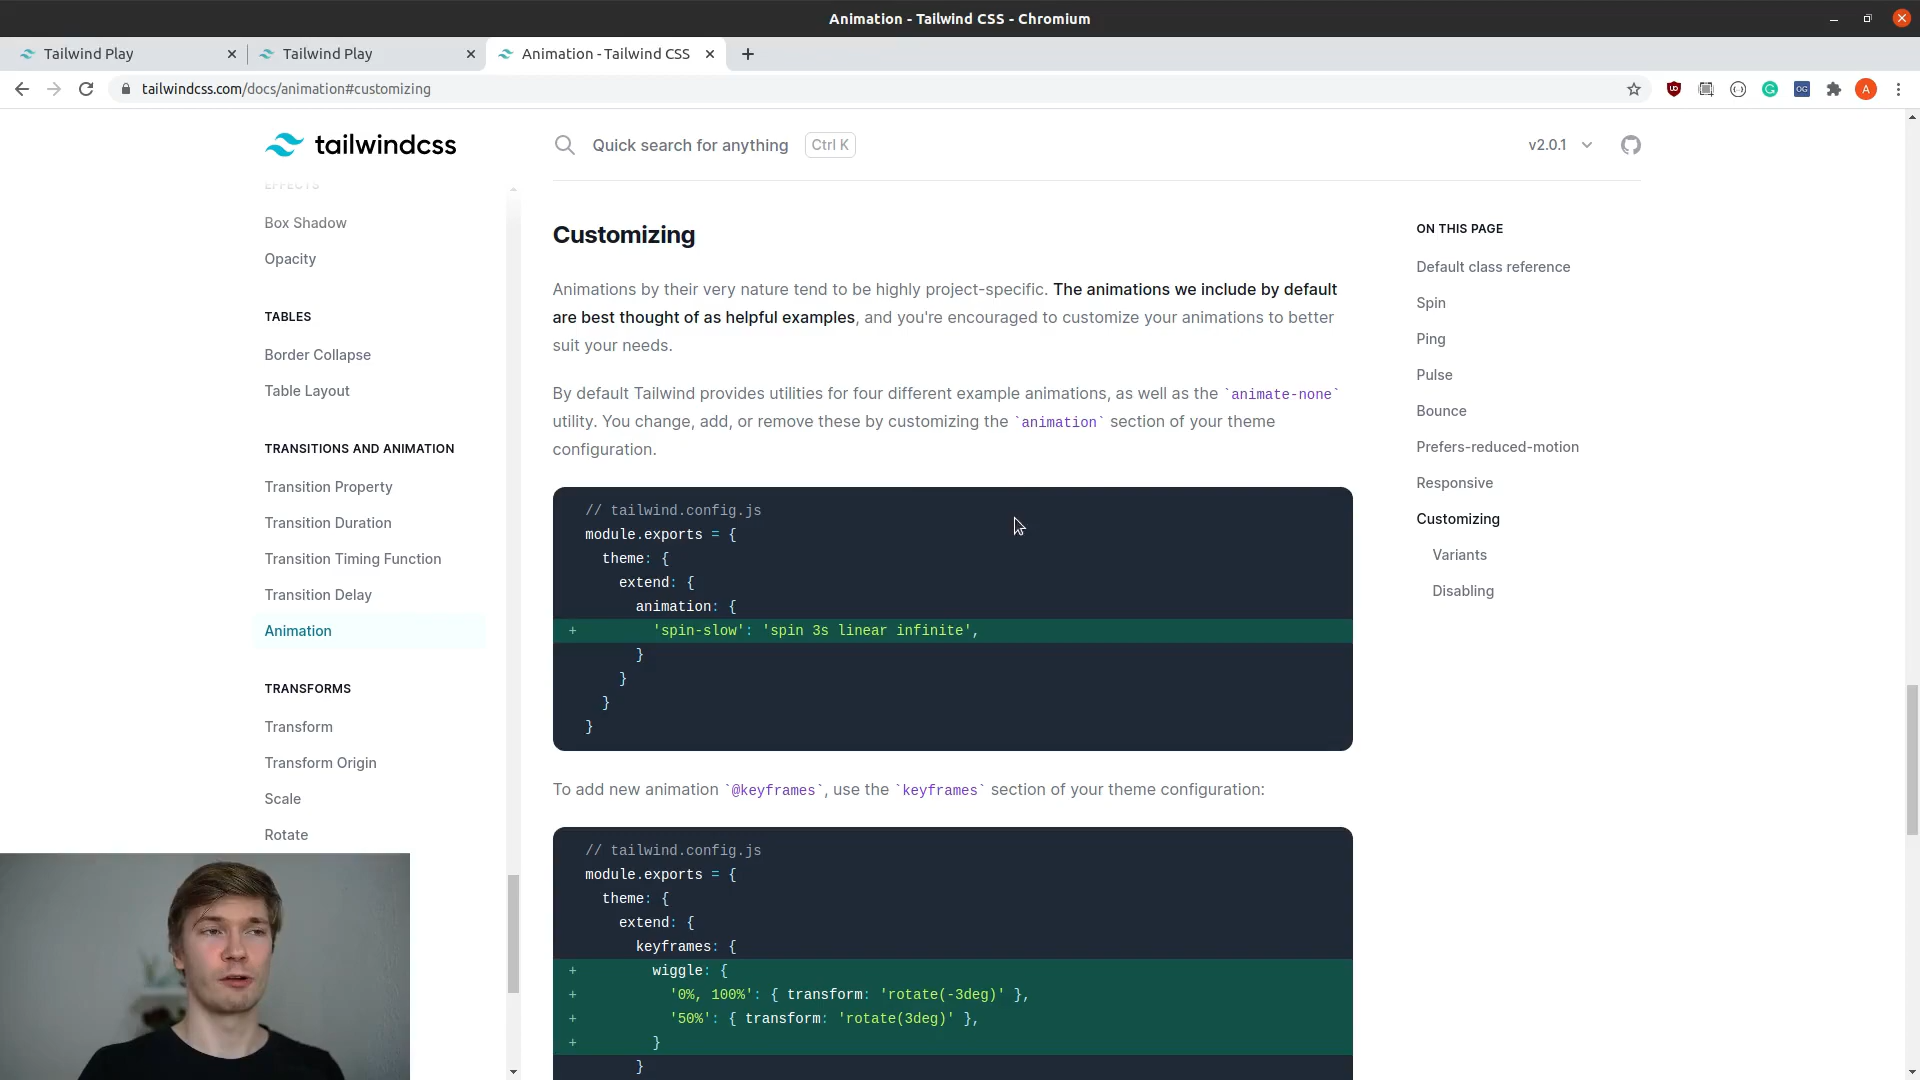 Animation - Tailwind CSS - Chromium
Tailwind Play
Tailwind Play
Animation - Tailwind CSS
tailwindcss.com/docs/animation#customizing
A
tailwindcss
Quick search for anything
Ctrl K
v2.0.1
EFFECTS
Box Shadow
Opacity
TABLES
Border Collapse
Table Layout
TRANSITIONS AND ANIMATION
Transition Property
Transition Duration
Transition Timing Function
Transition Delay
Animation
TRANSFORMS
Transform
Transform Origin
Scale
Rotate
Customizing
Animations by their very nature tend to be highly project-specific. The animations we include by default
are best thought of as helpful examples, and you're encouraged to customize your animations to better
suit your needs.
By default Tailwind provides utilities for four different example animations, as well as the `animate-none`
utility. You change, add, or remove these by customizing the `animation` section of your theme
configuration.
// tailwind.config.js
module.exports = {
theme: {
extend: {
animation: {
+ 'spin-slow': 'spin 3s linear infinite',
}
}
}
}
To add new animation `@keyframes`, use the `keyframes` section of your theme configuration:
// tailwind.config.js
module.exports = {
theme: {
extend: {
keyframes: {
+ wiggle: {
+ '0%, 100%': { transform: 'rotate(-3deg)' },
+ '50%': { transform: 'rotate(3deg)' },
+ }
}
ON THIS PAGE
Default class reference
Spin
Ping
Pulse
Bounce
Prefers-reduced-motion
Responsive
Customizing
Variants
Disabling